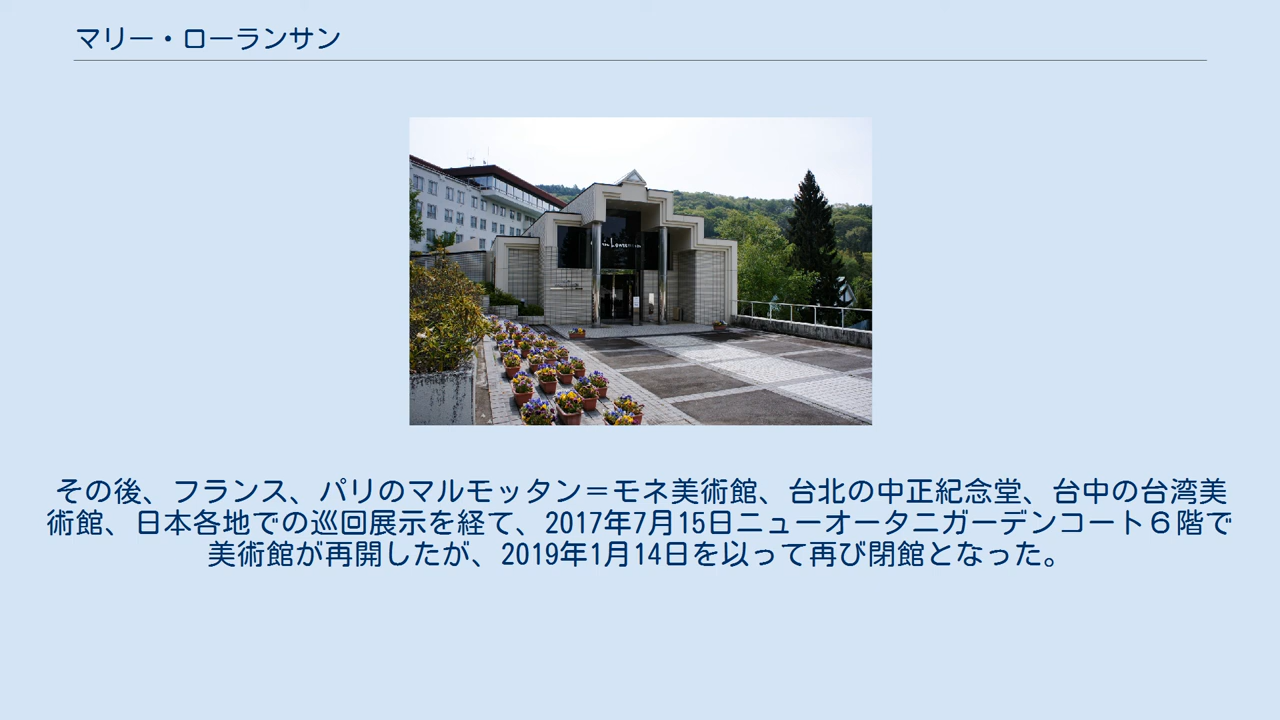 マリー・ローランサン
その後、フランス、パリのマルモッタン＝モネ美術館、台北の中正紀念堂、台中の台湾美
術館、日本各地での巡回展示を経て、2017年7月15日ニューオータニガーデンコート６階で
美術館が再開したが、2019年1月14日を以って再び閉館となった。